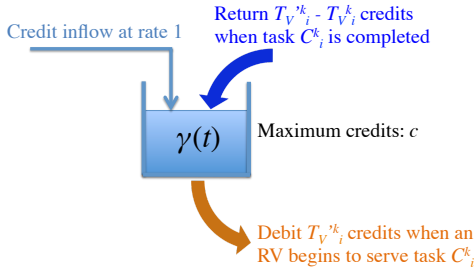 Credit inflow at rate 1
Return T_V'^k_i - T_V^k_i credits
when task C^k_i is completed
γ(t)
Maximum credits: c
Debit T_V'^k_i credits when an
RV begins to serve task C^k_i